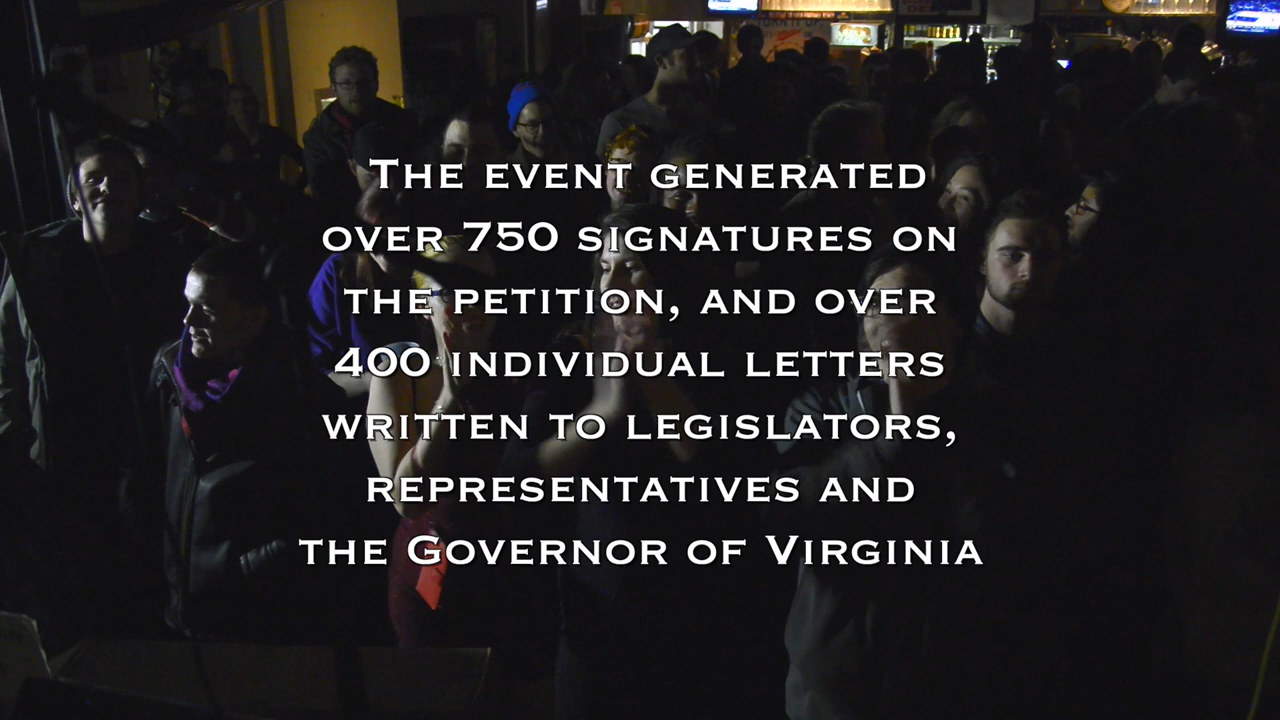 The event generated
over 750 signatures on
the petition, and over
400 individual letters
written to legislators,
representatives and
the Governor of Virginia